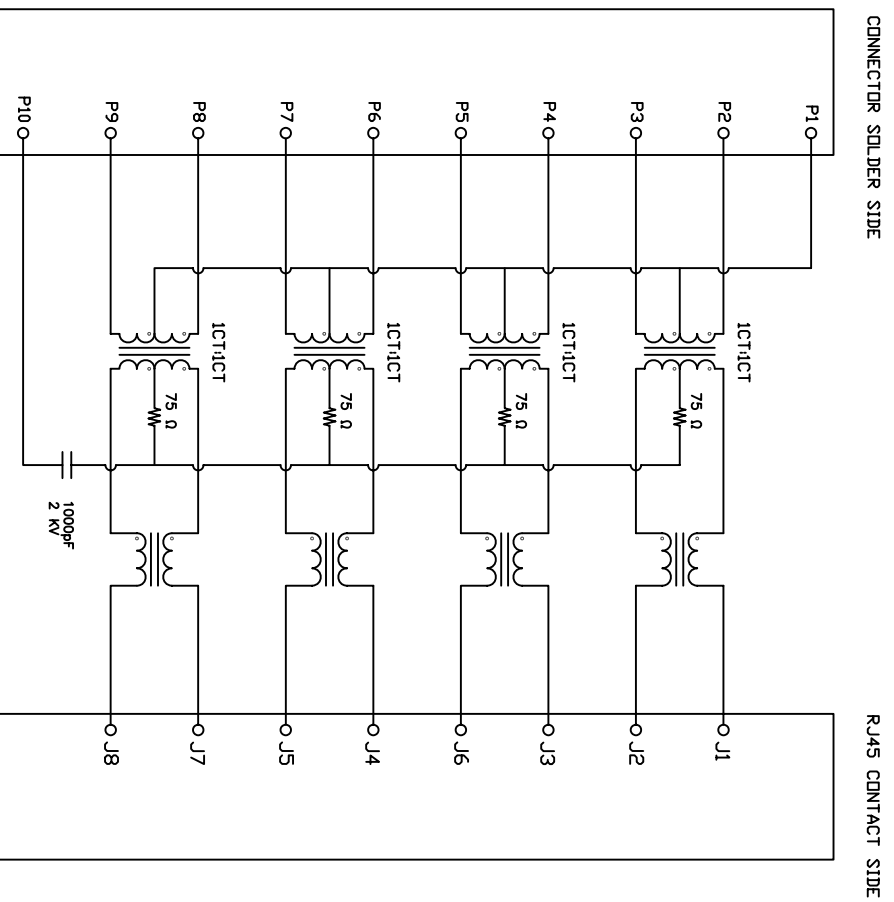 CONNECTOR SOLDER SIDE
P1
P2
P3
P4
P5
P6
P7
P8
P9
P10
1CT:1CT
1CT:1CT
1CT:1CT
1CT:1CT
75 Ω
75 Ω
75 Ω
75 Ω
1000pF
2 KV
J1
J2
J3
J6
J4
J5
J7
J8
RJ45 CONTACT SIDE